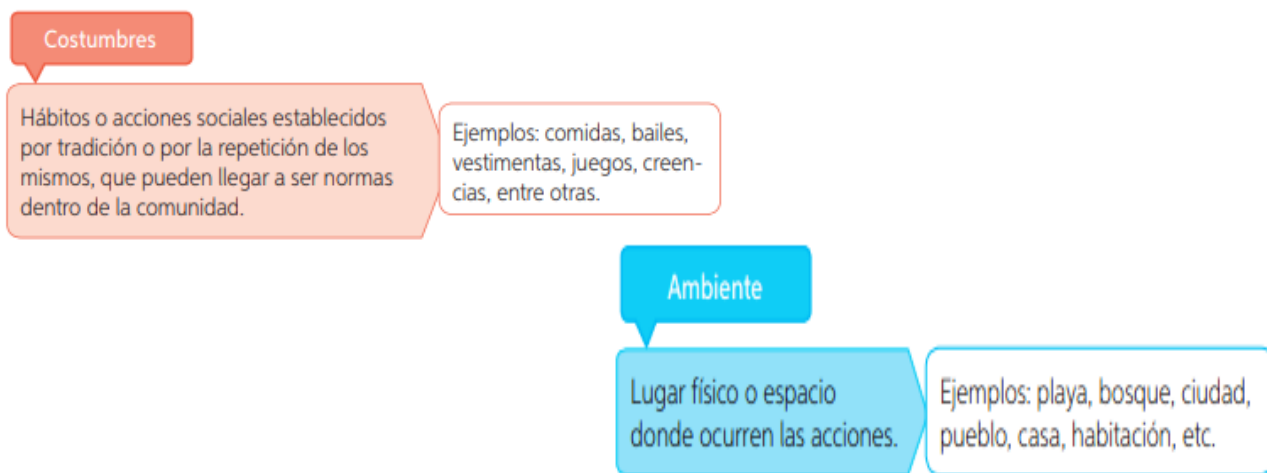 Costumbres
Hábitos o acciones sociales establecidos
por tradición o por la repetición de los
mismos, que pueden llegar a ser normas
dentro de la comunidad.
Ejemplos: comidas, bailes,
vestimentas, juegos, creen-
cias, entre otras.
Ambiente
Lugar físico o espacio
donde ocurren las acciones.
Ejemplos: playa, bosque, ciudad,
pueblo, casa, habitación, etc.